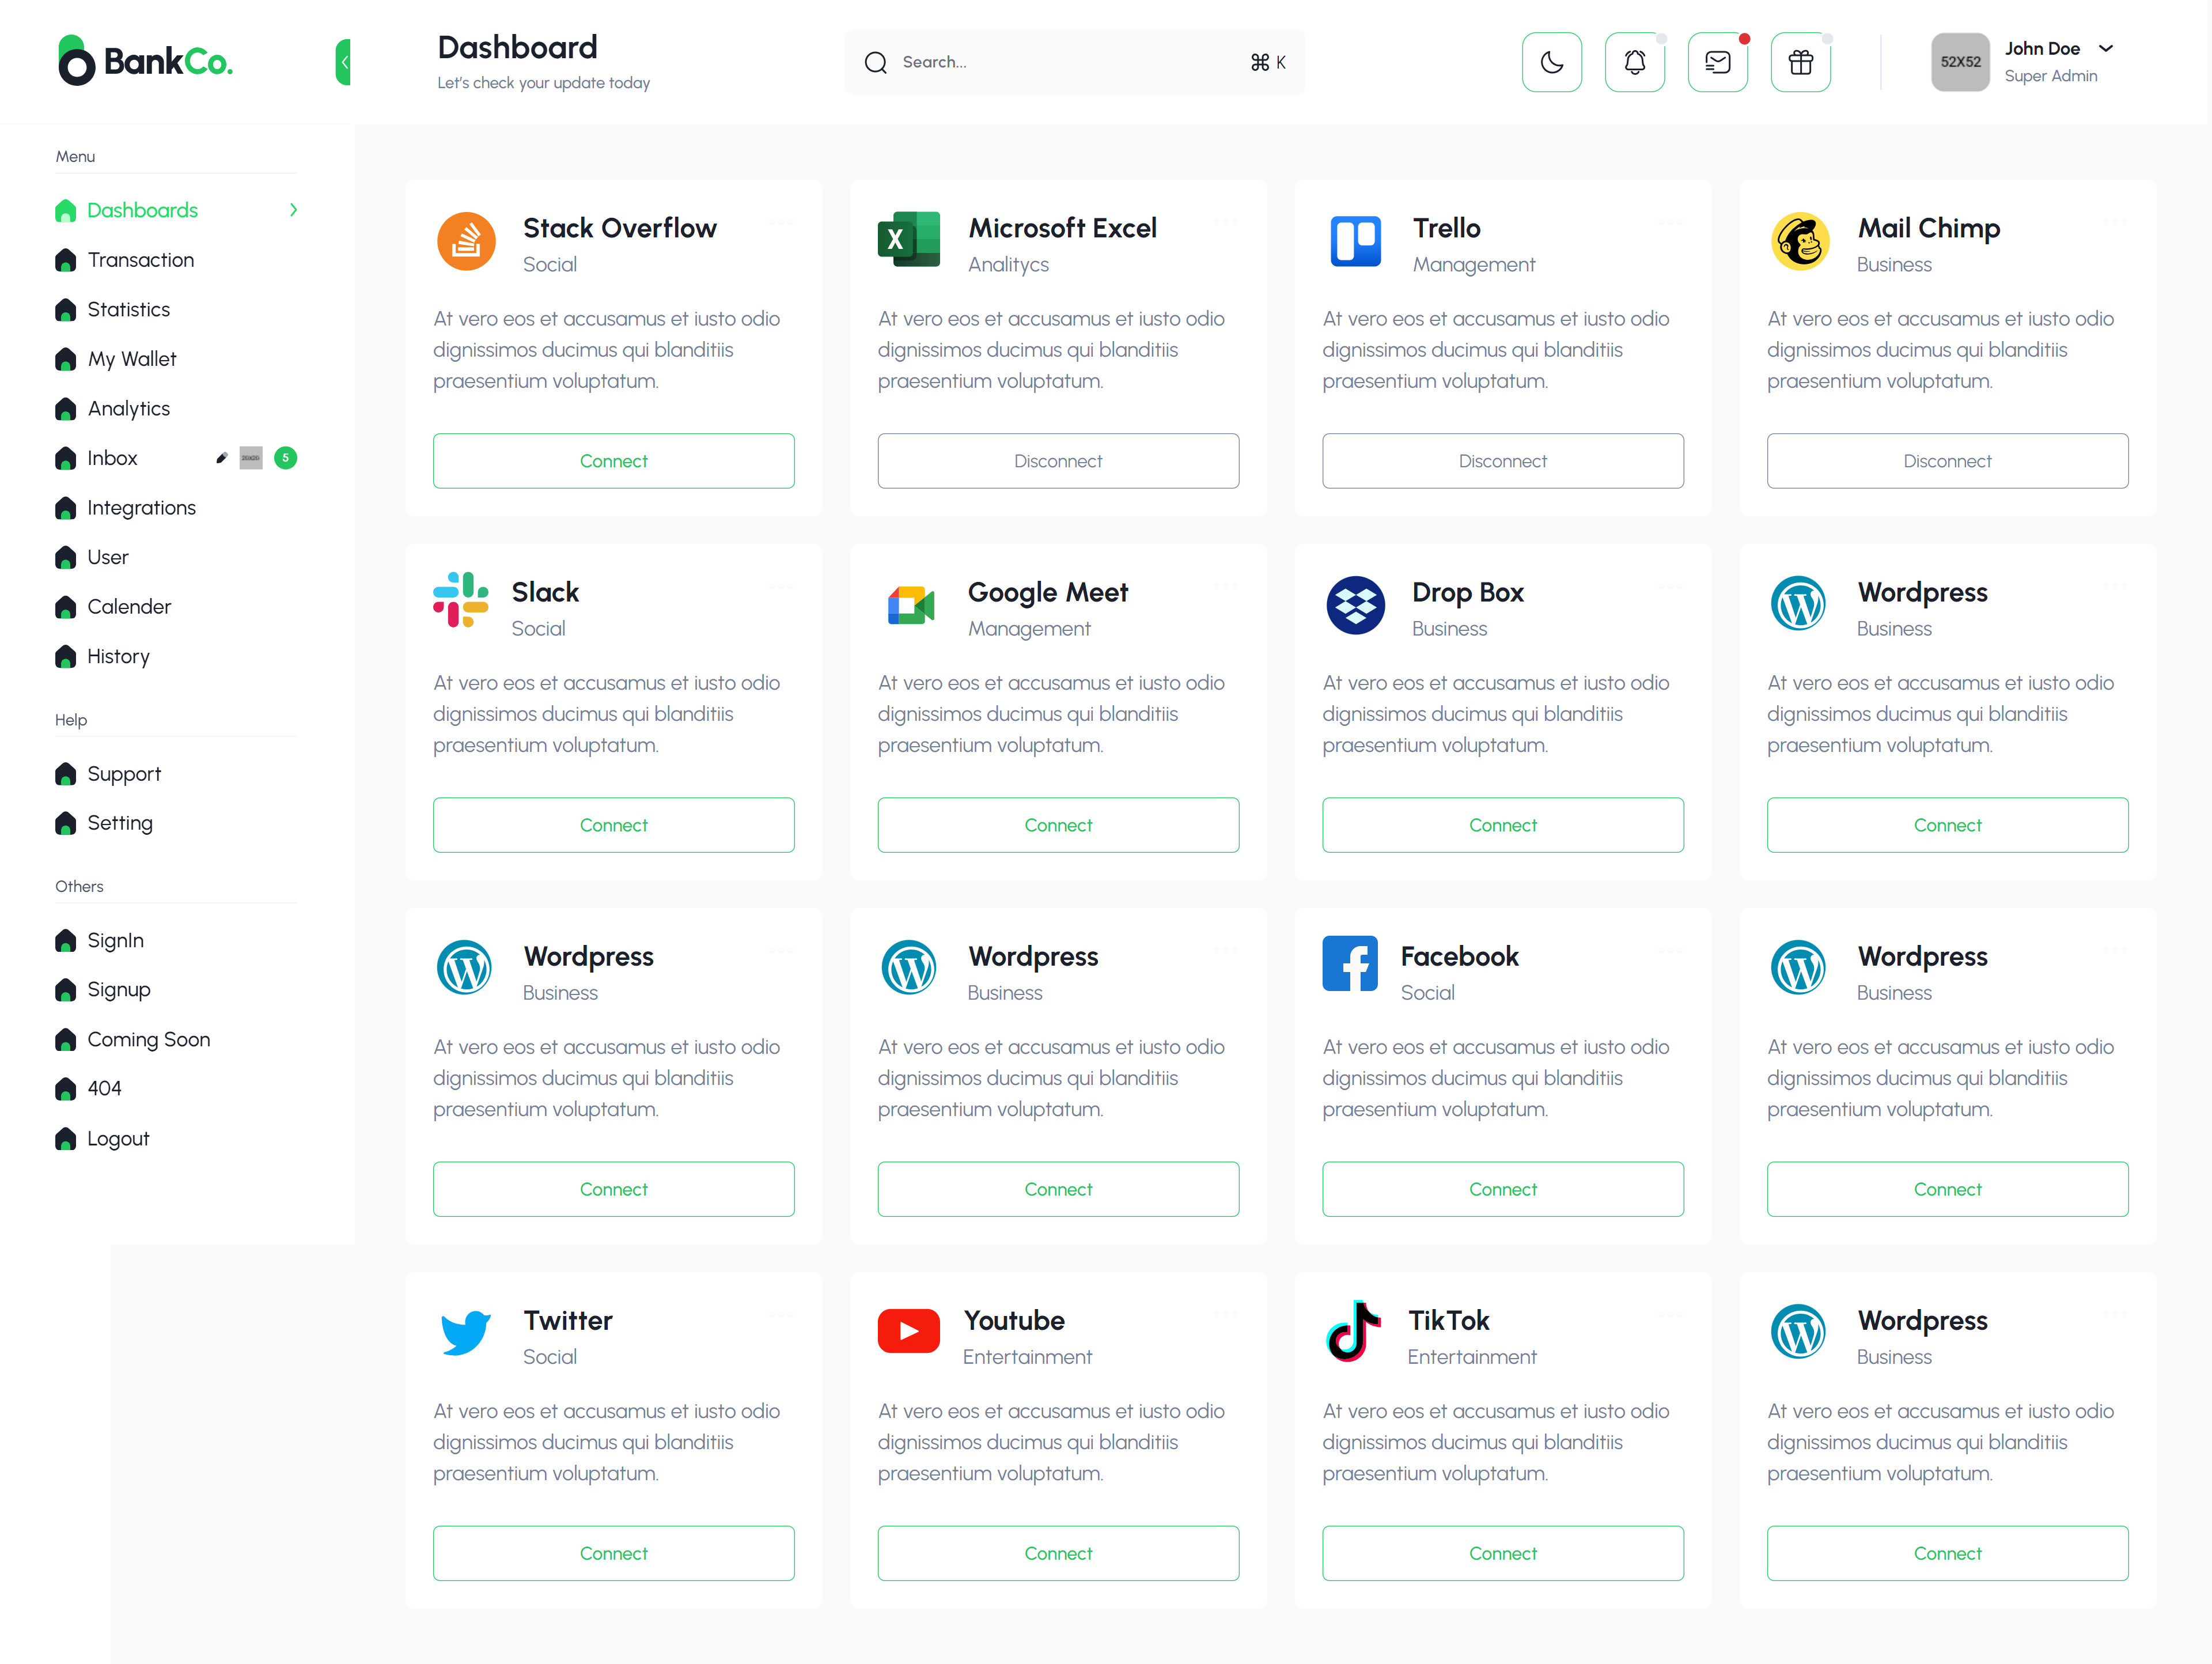 BankCo.
Dashboard
Let's check your update today
Search...
⌘ K
52X52
John Doe
Super Admin
Menu
Dashboards
Transaction
Statistics
My Wallet
Analytics
Inbox
5
Integrations
User
Calender
History
Help
Support
Setting
Others
SignIn
Signup
Coming Soon
404
Logout
Stack Overflow
Social
At vero eos et accusamus et iusto odio
dignissimos ducimus qui blanditiis
praesentium voluptatum.
Connect
Microsoft Excel
Analitycs
At vero eos et accusamus et iusto odio
dignissimos ducimus qui blanditiis
praesentium voluptatum.
Disconnect
Trello
Management
At vero eos et accusamus et iusto odio
dignissimos ducimus qui blanditiis
praesentium voluptatum.
Disconnect
Mail Chimp
Business
At vero eos et accusamus et iusto odio
dignissimos ducimus qui blanditiis
praesentium voluptatum.
Disconnect
Slack
Social
At vero eos et accusamus et iusto odio
dignissimos ducimus qui blanditiis
praesentium voluptatum.
Connect
Google Meet
Management
At vero eos et accusamus et iusto odio
dignissimos ducimus qui blanditiis
praesentium voluptatum.
Connect
Drop Box
Business
At vero eos et accusamus et iusto odio
dignissimos ducimus qui blanditiis
praesentium voluptatum.
Connect
Wordpress
Business
At vero eos et accusamus et iusto odio
dignissimos ducimus qui blanditiis
praesentium voluptatum.
Connect
Wordpress
Business
At vero eos et accusamus et iusto odio
dignissimos ducimus qui blanditiis
praesentium voluptatum.
Connect
Wordpress
Business
At vero eos et accusamus et iusto odio
dignissimos ducimus qui blanditiis
praesentium voluptatum.
Connect
Facebook
Social
At vero eos et accusamus et iusto odio
dignissimos ducimus qui blanditiis
praesentium voluptatum.
Connect
Wordpress
Business
At vero eos et accusamus et iusto odio
dignissimos ducimus qui blanditiis
praesentium voluptatum.
Connect
Twitter
Social
At vero eos et accusamus et iusto odio
dignissimos ducimus qui blanditiis
praesentium voluptatum.
Connect
Youtube
Entertainment
At vero eos et accusamus et iusto odio
dignissimos ducimus qui blanditiis
praesentium voluptatum.
Connect
TikTok
Entertainment
At vero eos et accusamus et iusto odio
dignissimos ducimus qui blanditiis
praesentium voluptatum.
Connect
Wordpress
Business
At vero eos et accusamus et iusto odio
dignissimos ducimus qui blanditiis
praesentium voluptatum.
Connect